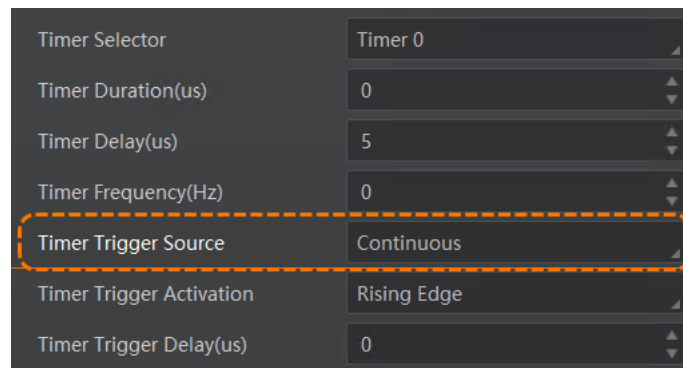 Timer Selector Timer 0
Timer Duration(us) 0
Timer Delay(us) 5
Timer Frequency(Hz) 0
Timer Trigger Source Continuous
Timer Trigger Activation Rising Edge
Timer Trigger Delay(us) 0